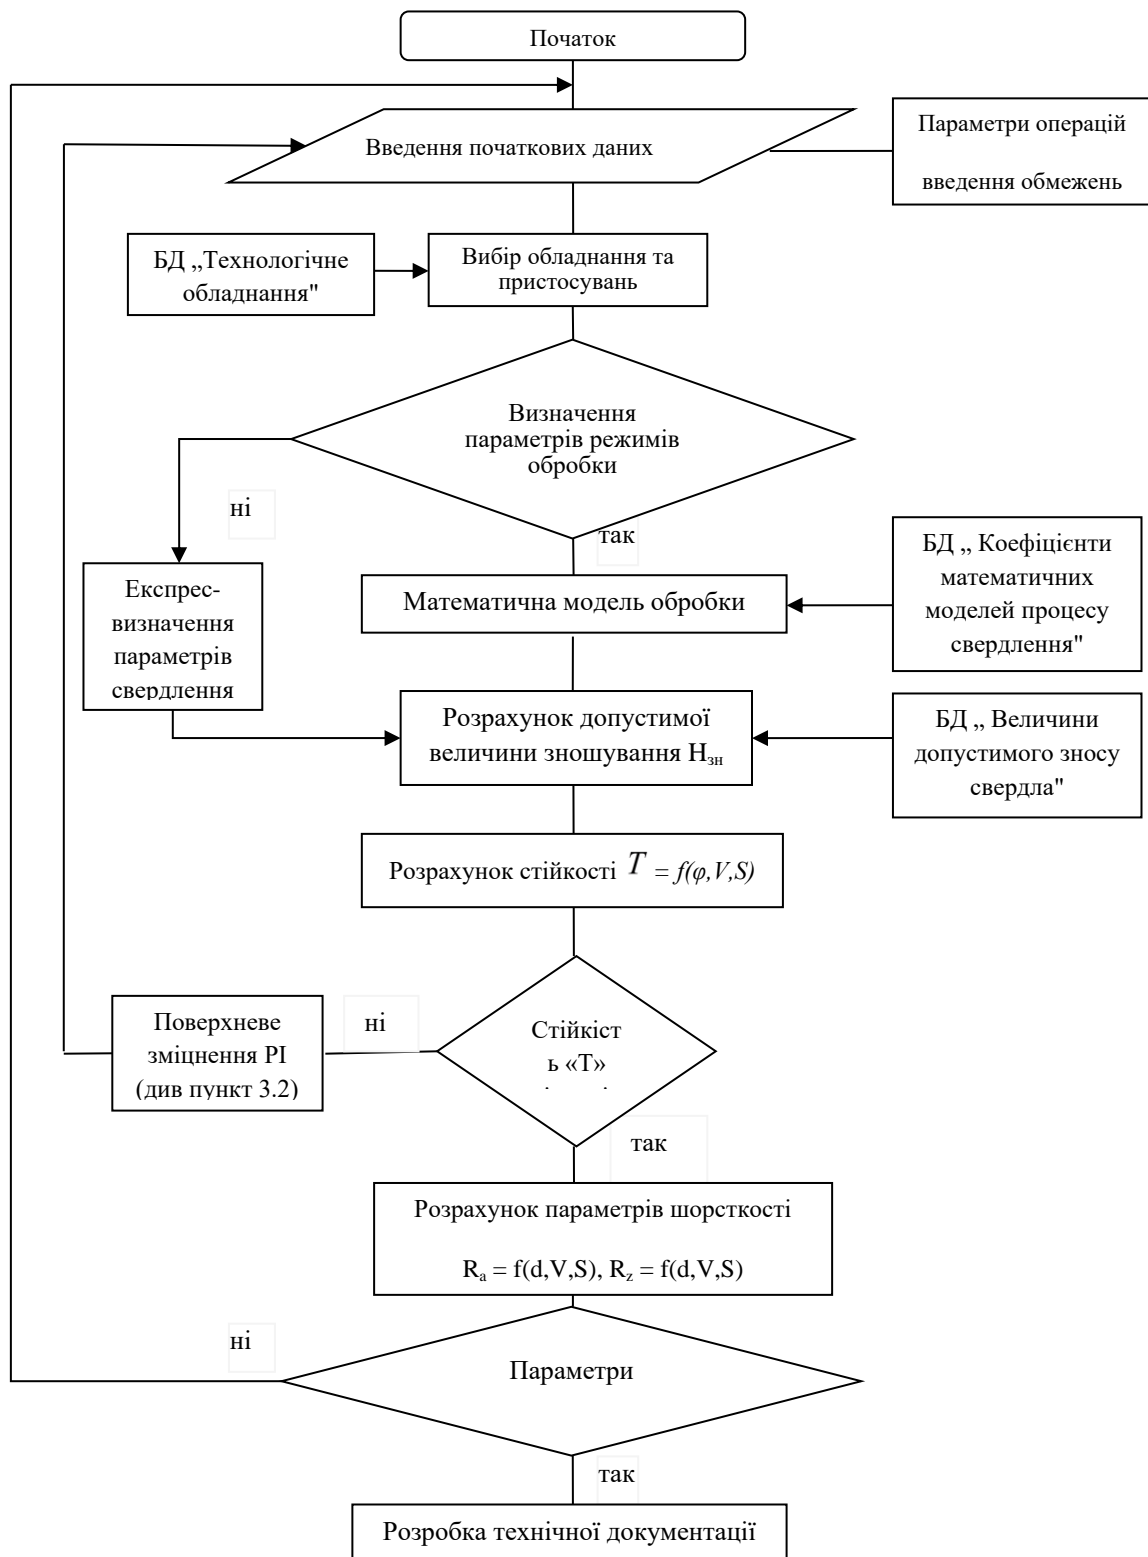 Початок
Введення початкових даних
Параметри операцій
введення обмежень
БД „Технологічне
обладнання"
Вибір обладнання та
пристосувань
Визначення
параметрів режимів
обробки
ні
так
Експрес-
визначення
параметрів
свердлення
Математична модель обробки
БД „ Коефіцієнти
математичних
моделей процесу
свердлення"
Розрахунок допустимої
величини зношування Hзн
БД „ Величини
допустимого зносу
свердла"
Розрахунок стійкості T = f(φ,V,S)
Поверхневе
зміцнення РІ
(див пункт 3.2)
ні
Стійкіст
ь «Т»
так
Розрахунок параметрів шорсткості
Rₐ = f(d,V,S), R_z = f(d,V,S)
ні
Параметри
так
Розробка технічної документації